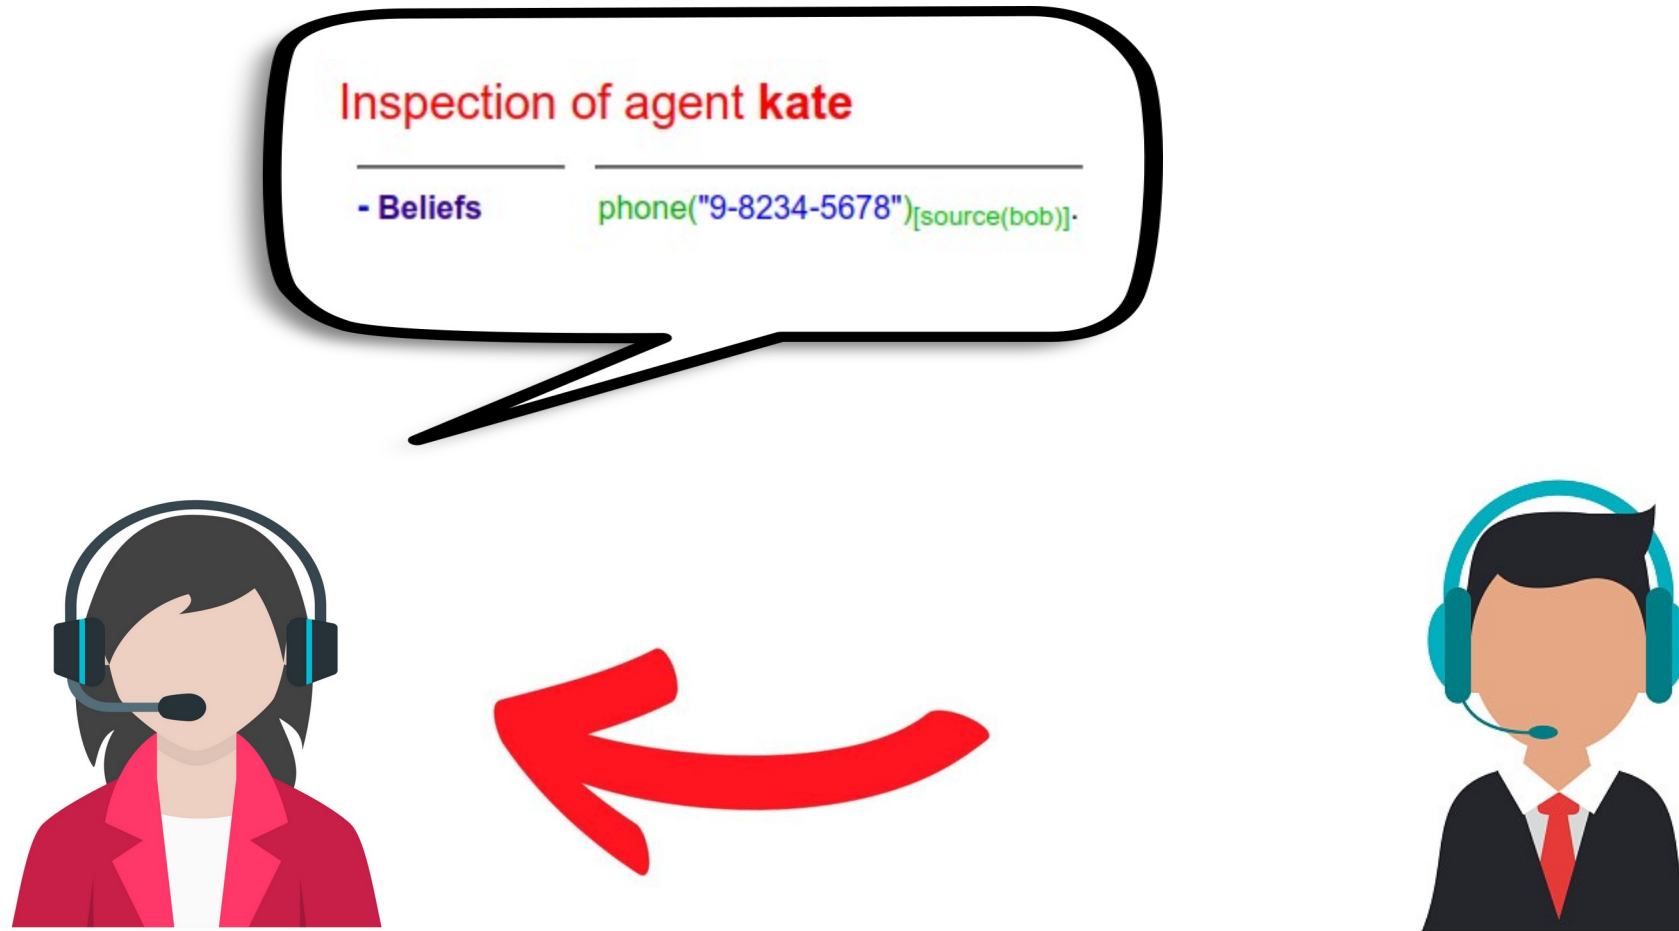 Inspection of agent kate
- Beliefs phone("9-8234-5678")[source(bob)].